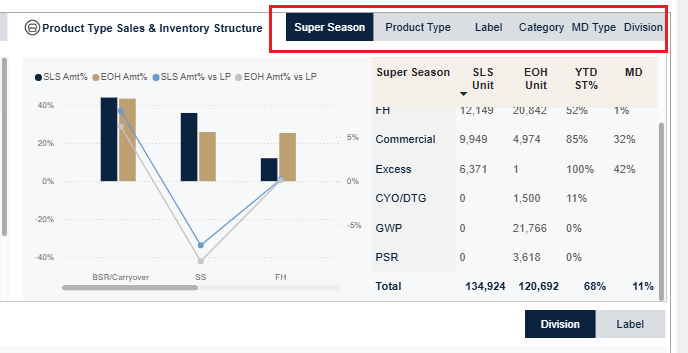 Product Type Sales & Inventory Structure
Super Season Product Type Label Category MD Type Division
SLS Amt% EOH Amt% SLS Amt% vs LP EOH Amt% vs LP
40%
20%
0%
-20%
-40%
5%
0%
-5%
BSR/Carryover SS FH
Super Season SLS Unit EOH Unit YTD ST% MD
FH 12,149 20,842 52% 1%
Commercial 9,949 4,974 85% 32%
Excess 6,371 1 100% 42%
CYO/DTG 0 1,500 11%
GWP 0 21,766 0%
PSR 0 3,618 0%
Total 134,924 120,692 68% 11%
Division Label